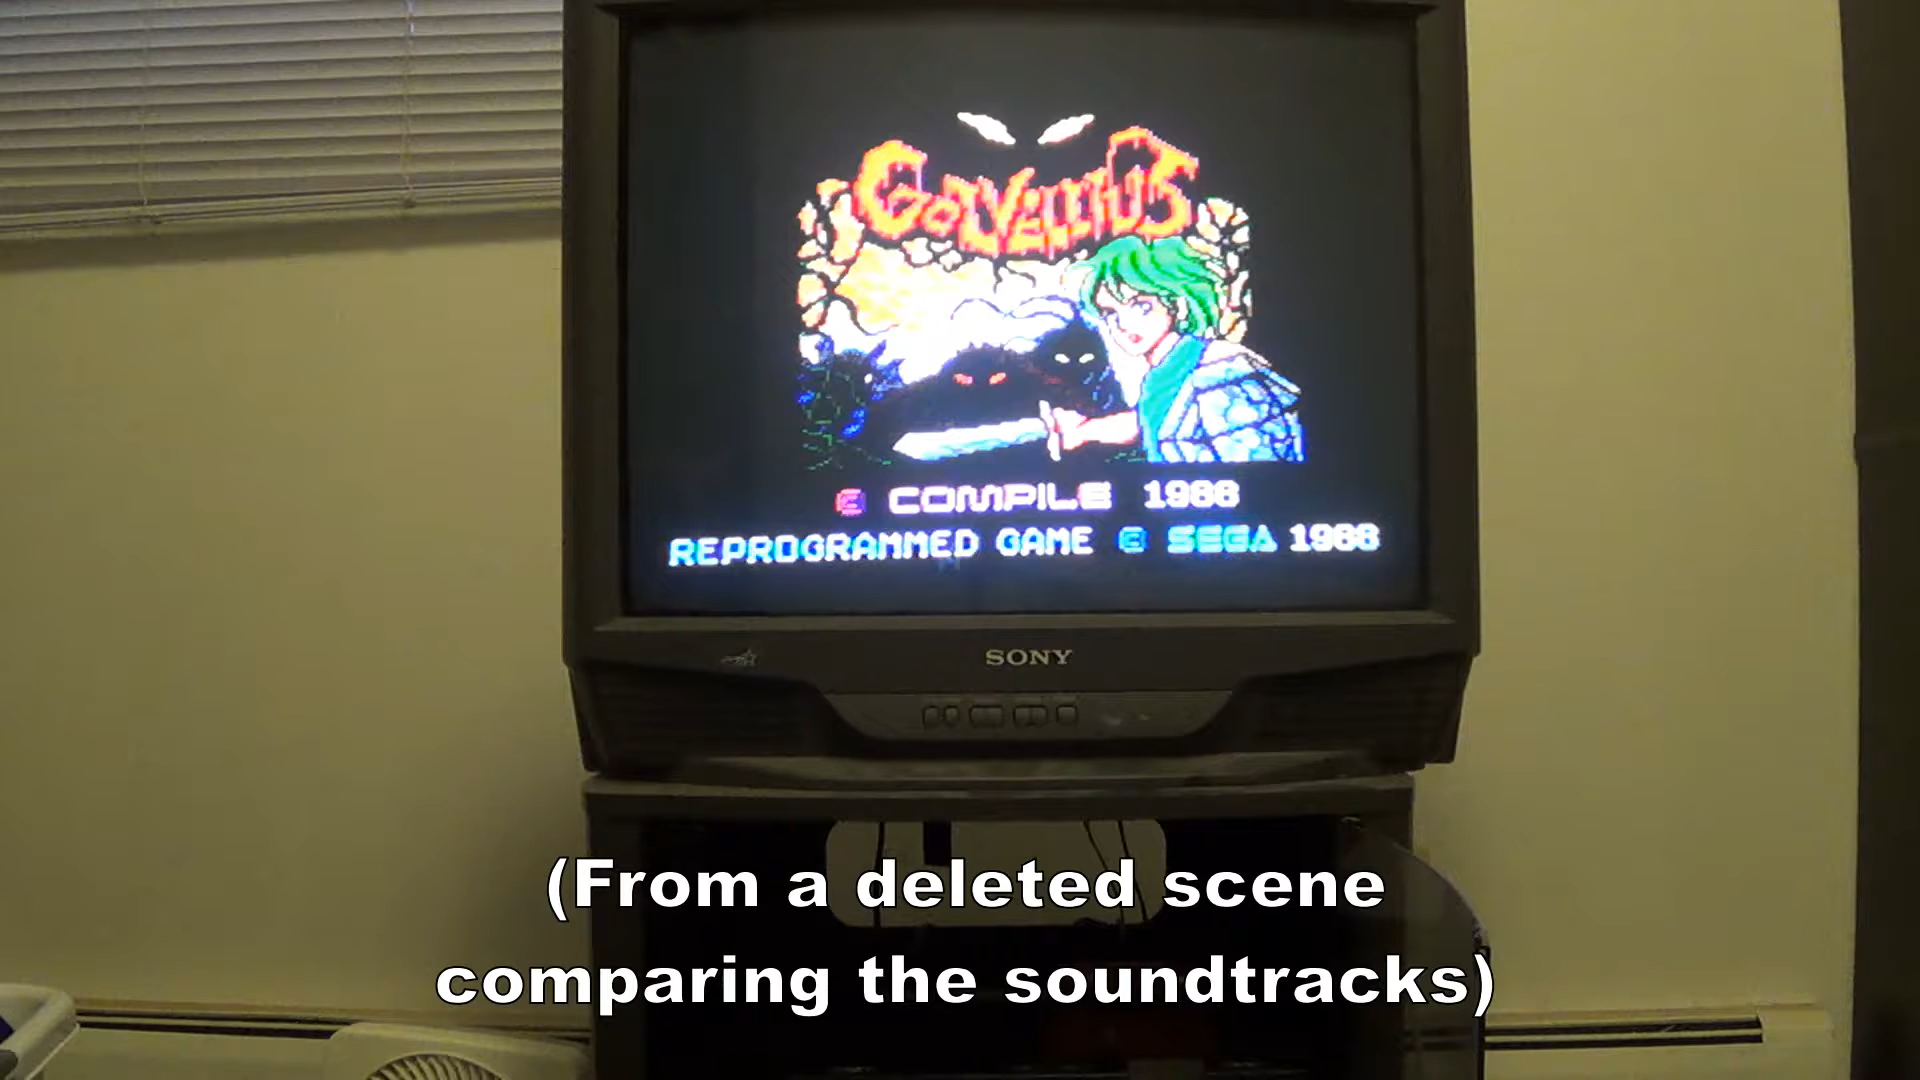 GOLVELLIUS
© COMPILE 1988
REPROGRAMMED GAME © SEGA 1988
SONY
(From a deleted scene
comparing the soundtracks)